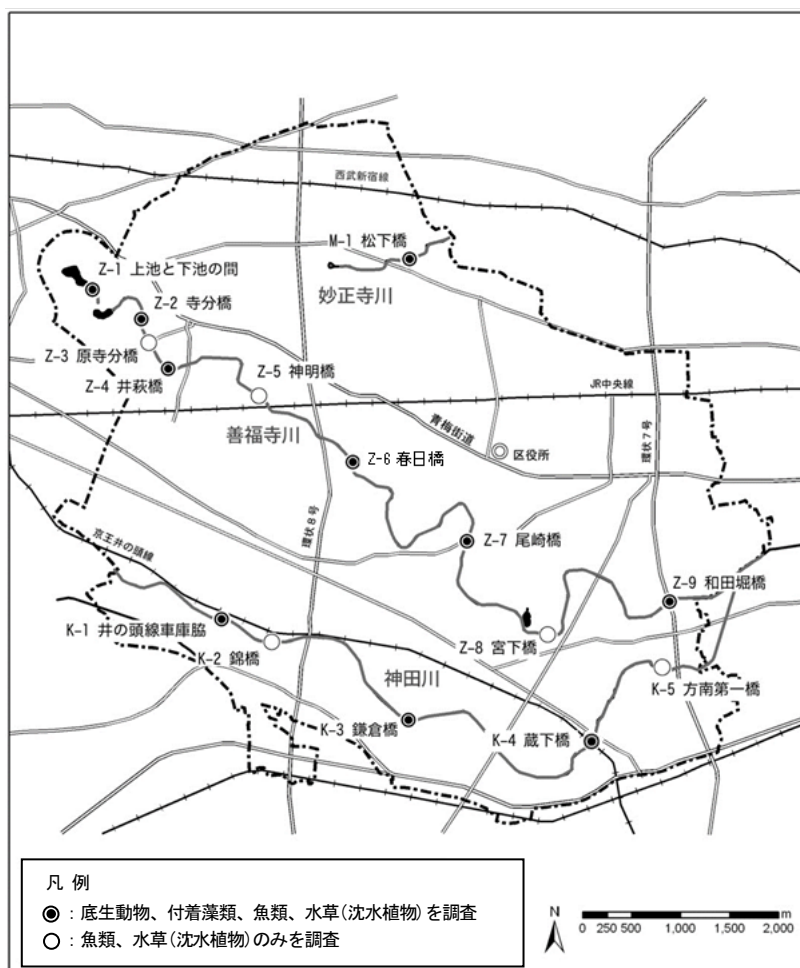 西武新宿線
M-1 松下橋
Z-1 上池と下池の間
妙正寺川
Z-2 寺分橋
Z-3 原寺分橋
Z-4 井萩橋
Z-5 神明橋
JR中央線
善福寺川
青梅街道
環状7号
区役所
Z-6 春日橋
環状8号
京王井の頭線
Z-7 尾崎橋
Z-9 和田堀橋
K-1 井の頭線車庫脇
Z-8 宮下橋
K-2 錦橋
神田川
K-5 方南第一橋
K-3 鎌倉橋
K-4 蔵下橋
凡 例
◉ : 底生動物、付着藻類、魚類、水草(沈水植物)を調査
○ : 魚類、水草(沈水植物)のみを調査
N
m
0 250 500 1,000 1,500 2,000